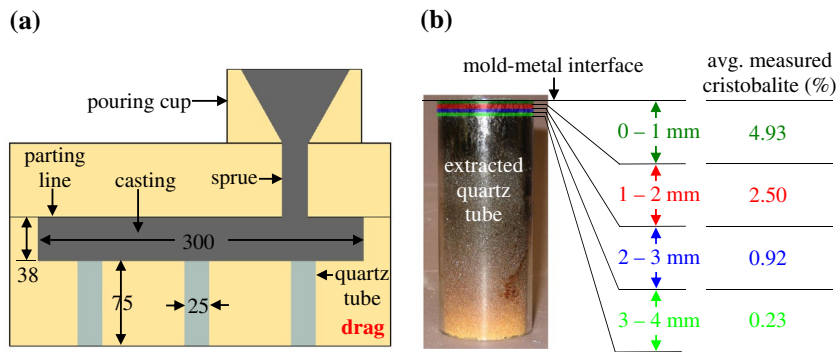 (a)
pouring cup
parting
line
casting
sprue
300
38
75
25
quartz
tube
drag
(b)
mold-metal interface
avg. measured
cristobalite (%)
extracted
quartz
tube
0 – 1 mm
4.93
1 – 2 mm
2.50
2 – 3 mm
0.92
3 – 4 mm
0.23